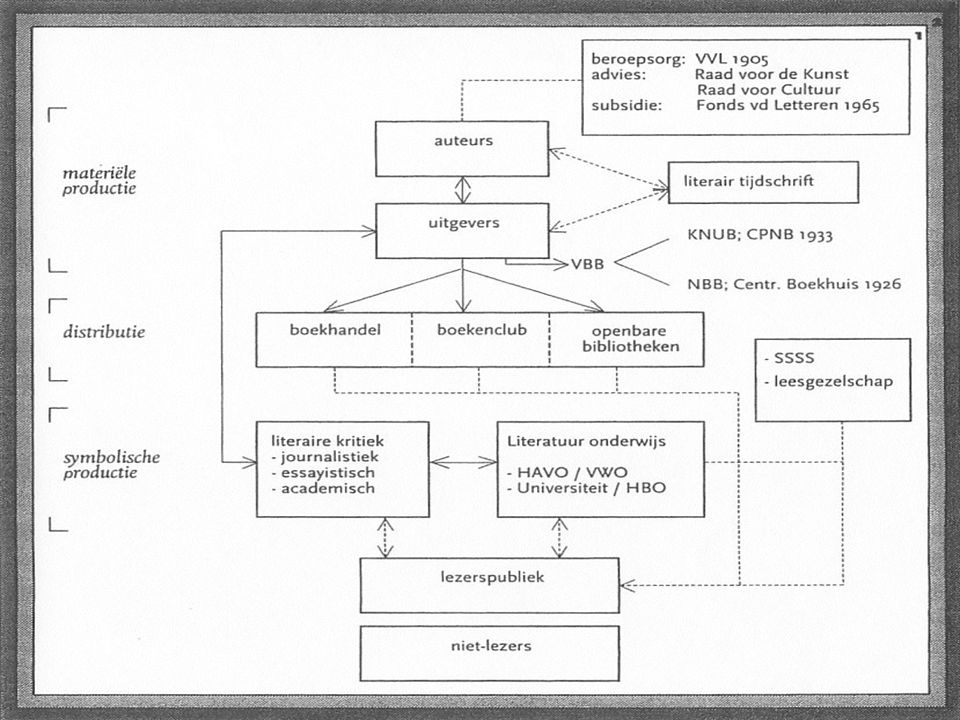 1
beroepsorg: VVL 1905
advies: Raad voor de Kunst
Raad voor Cultuur
subsidie: Fonds vd Letteren 1965
auteurs
materiële
productie
literair tijdschrift
uitgevers
KNUB; CPNB 1933
VBB
NBB; Centr. Boekhuis 1926
distributie
boekhandel
boekenclub
openbare
bibliotheken
- SSSS
- leesgezelschap
symbolische
productie
literaire kritiek
- journalistiek
- essayistisch
- academisch
Literatuur onderwijs
- HAVO / VWO
- Universiteit / HBO
lezerspubliek
niet-lezers